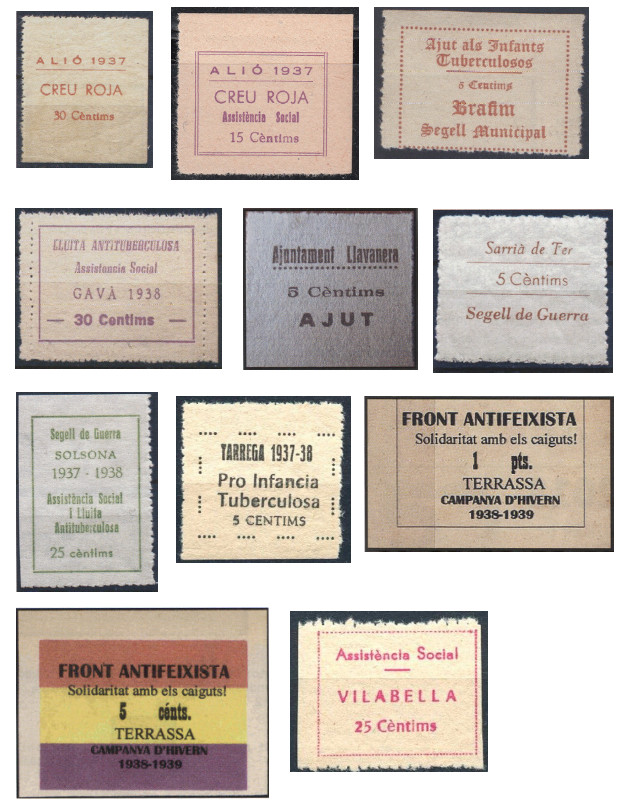 ALIÓ 1937
CREU ROJA
30 Cèntims
ALIÓ 1937
CREU ROJA
Assistència Social
15 Cèntims
Ajut als Infants
Tuberculosos
5 Centims
Brafim
Segell Municipal
LLUITA ANTITUBERCULOSA
Assistencia Social
GAVÀ 1938
— 30 Centims —
Ajuntament Llavanera
5 Cèntims
AJUT
Sarrià de Ter
5 Cèntims
Segell de Guerra
Segell de Guerra
SOLSONA
1937 - 1938
Assistència Social
i Lluita
Antituberculosa
25 cèntims
TARREGA 1937-38
Pro Infancia
Tuberculosa
5 CENTIMS
FRONT ANTIFEIXISTA
Solidaritat amb els caiguts!
1 pts.
TERRASSA
CAMPANYA D'HIVERN
1938-1939
FRONT ANTIFEIXISTA
Solidaritat amb els caiguts!
5 cénts.
TERRASSA
CAMPANYA D'HIVERN
1938-1939
Assistència Social
VILABELLA
25 Cèntims